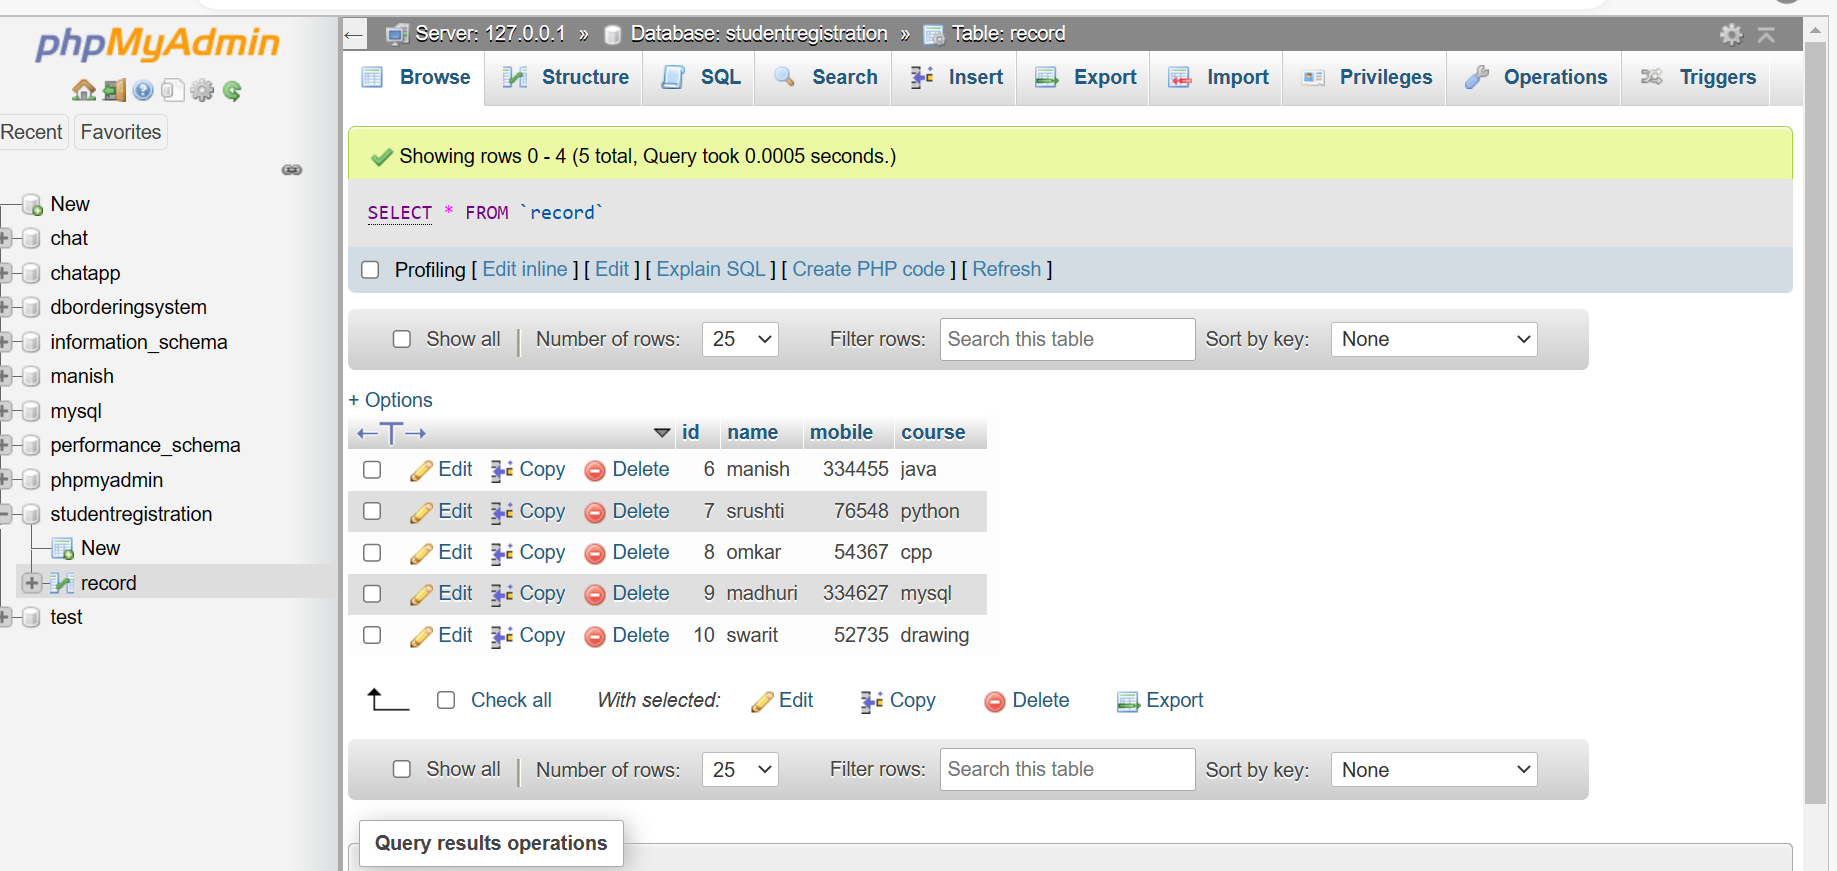 phpMyAdmin
Recent Favorites
New
chat
chatapp
dborderingsystem
information_schema
manish
mysql
performance_schema
phpmyadmin
studentregistration
New
record
test
Server: 127.0.0.1 » Database: studentregistration » Table: record
Browse Structure SQL Search Insert Export Import Privileges Operations Triggers
Showing rows 0 - 4 (5 total, Query took 0.0005 seconds.)
SELECT * FROM `record`
Profiling [ Edit inline ] [ Edit ] [ Explain SQL ] [ Create PHP code ] [ Refresh ]
Show all | Number of rows: 25 Filter rows: Search this table Sort by key: None
+ Options
←T→ id name mobile course
Edit Copy Delete 6 manish 334455 java
Edit Copy Delete 7 srushti 76548 python
Edit Copy Delete 8 omkar 54367 cpp
Edit Copy Delete 9 madhuri 334627 mysql
Edit Copy Delete 10 swarit 52735 drawing
Check all With selected: Edit Copy Delete Export
Show all | Number of rows: 25 Filter rows: Search this table Sort by key: None
Query results operations